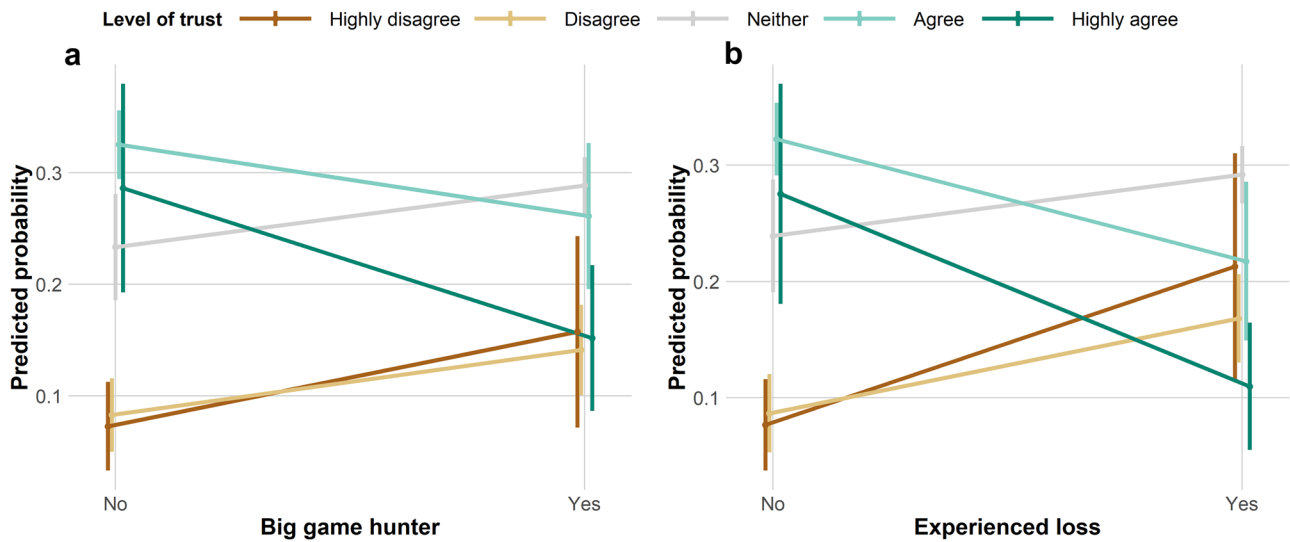 Level of trust Highly disagree Disagree Neither Agree Highly agree
a
b
Predicted probability
0.3
0.2
0.1
No Yes
Big game hunter
Predicted probability
0.3
0.2
0.1
No Yes
Experienced loss